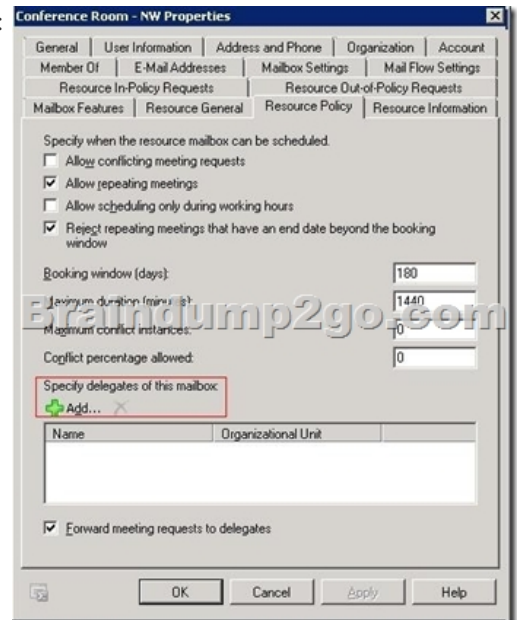 :
Conference Room - NW Properties
General User Information Address and Phone Organization Account
Member Of E-Mail Addresses Mailbox Settings Mail Flow Settings
Resource In-Policy Requests Resource Out-of-Policy Requests
Mailbox Features Resource General Resource Policy Resource Information
Specify when the resource mailbox can be scheduled.
Allow conflicting meeting requests
Allow repeating meetings
Allow scheduling only during working hours
Reject repeating meetings that have an end date beyond the booking
window
Booking window (days): 180
Maximum duration (minutes): 1440
Braindump2go.com
Maximum conflict instances: 0
Conflict percentage allowed: 0
Specify delegates of this mailbox:
Add...
Name Organizational Unit
Forward meeting requests to delegates
OK Cancel Apply Help